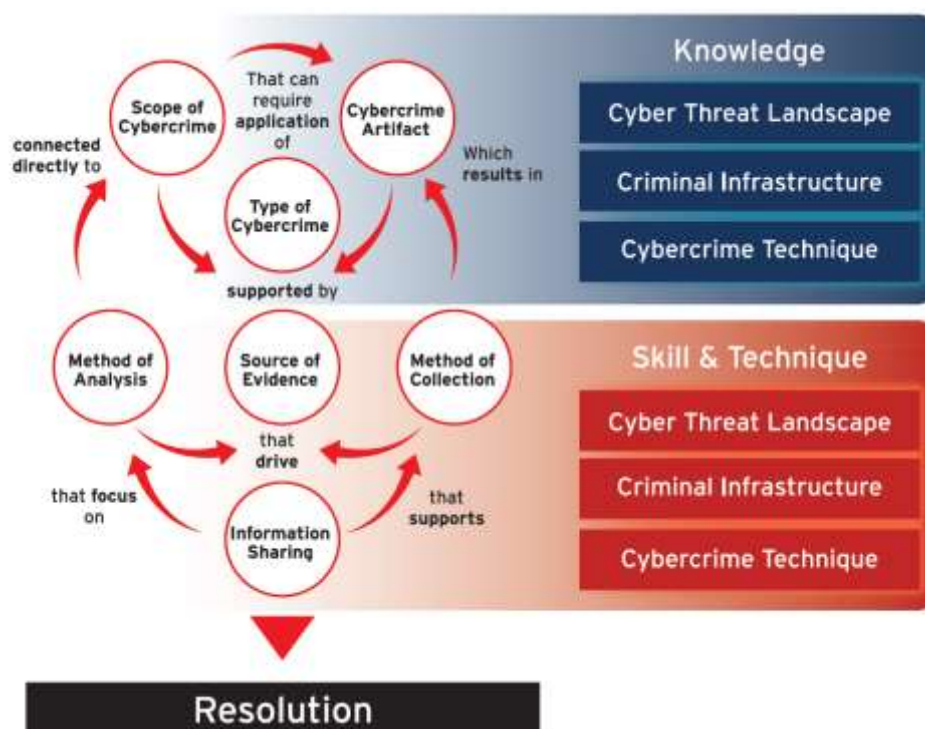 Knowledge
Cyber Threat Landscape
Criminal Infrastructure
Cybercrime Technique
Scope of
Cybercrime
That can
require
application
of
Cybercrime
Artifact
connected
directly to
Which
results in
Type of
Cybercrime
supported by
Skill & Technique
Cyber Threat Landscape
Criminal Infrastructure
Cybercrime Technique
Method of
Analysis
Source of
Evidence
Method of
Collection
that
drive
that focus
on
that
supports
Information
Sharing
Resolution